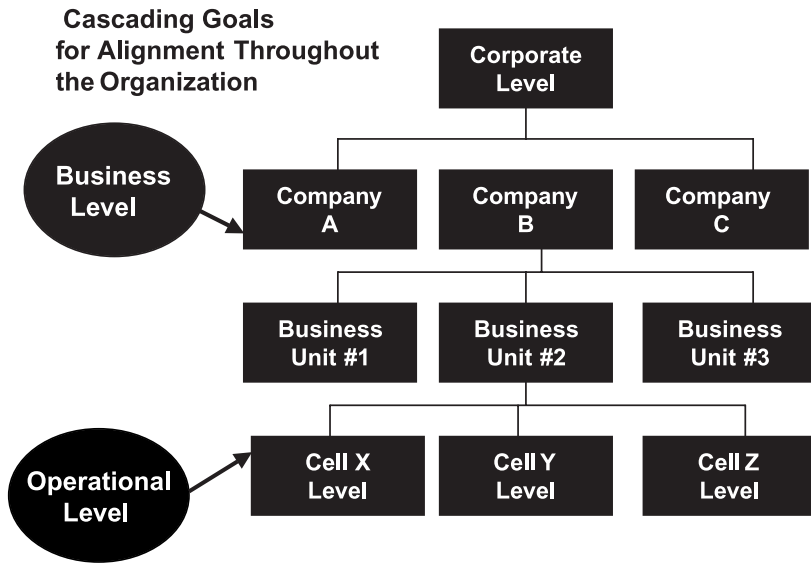 Cascading Goals
for Alignment Throughout
the Organization
Corporate
Level
Business
Level
Company
A
Company
B
Company
C
Business
Unit #1
Business
Unit #2
Business
Unit #3
Operational
Level
Cell X
Level
Cell Y
Level
Cell Z
Level